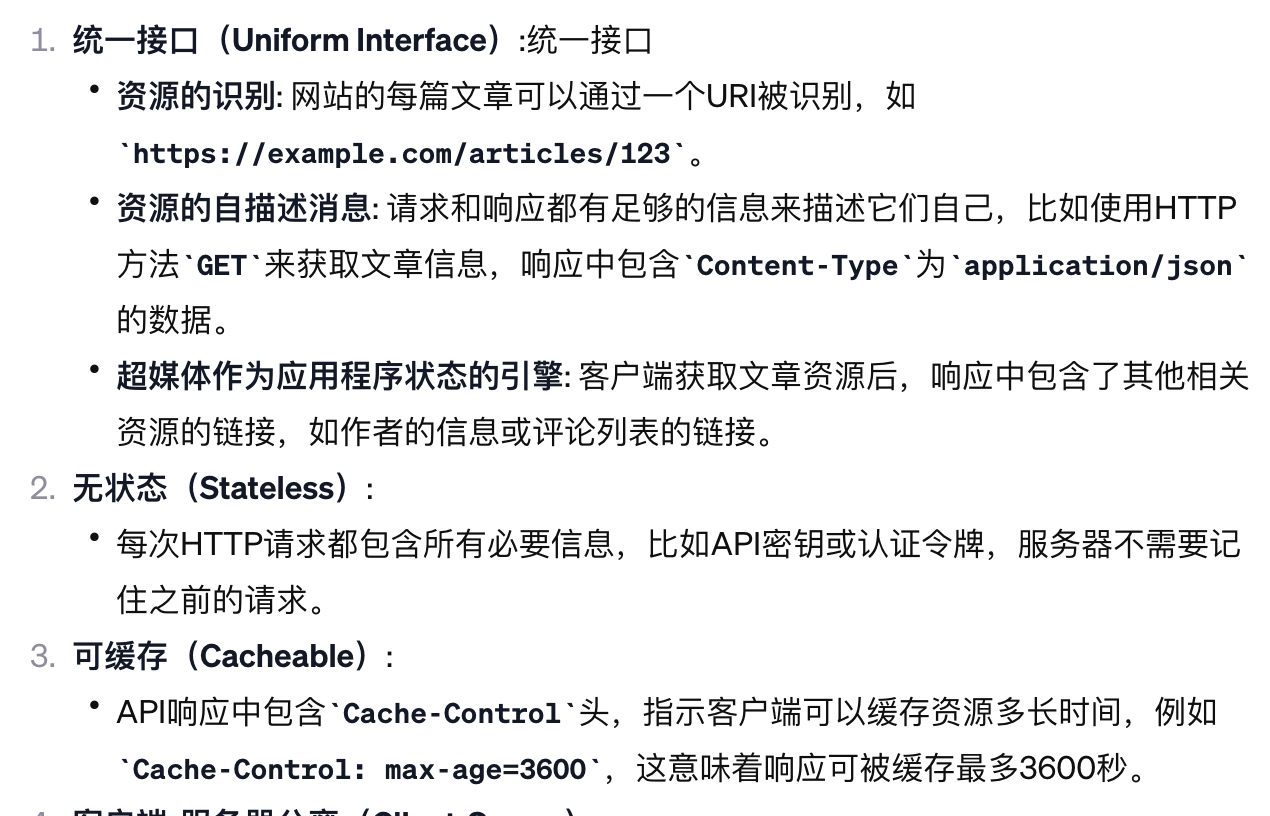 1. 统一接口（Uniform Interface）:统一接口
• 资源的识别: 网站的每篇文章可以通过一个URI被识别，如
`https://example.com/articles/123`。
• 资源的自描述消息: 请求和响应都有足够的信息来描述它们自己，比如使用HTTP
方法`GET`来获取文章信息，响应中包含`Content-Type`为`application/json`
的数据。
• 超媒体作为应用程序状态的引擎: 客户端获取文章资源后，响应中包含了其他相关
资源的链接，如作者的信息或评论列表的链接。
2. 无状态（Stateless）:
• 每次HTTP请求都包含所有必要信息，比如API密钥或认证令牌，服务器不需要记
住之前的请求。
3. 可缓存（Cacheable）:
• API响应中包含`Cache-Control`头，指示客户端可以缓存资源多长时间，例如
`Cache-Control: max-age=3600`，这意味着响应可被缓存最多3600秒。